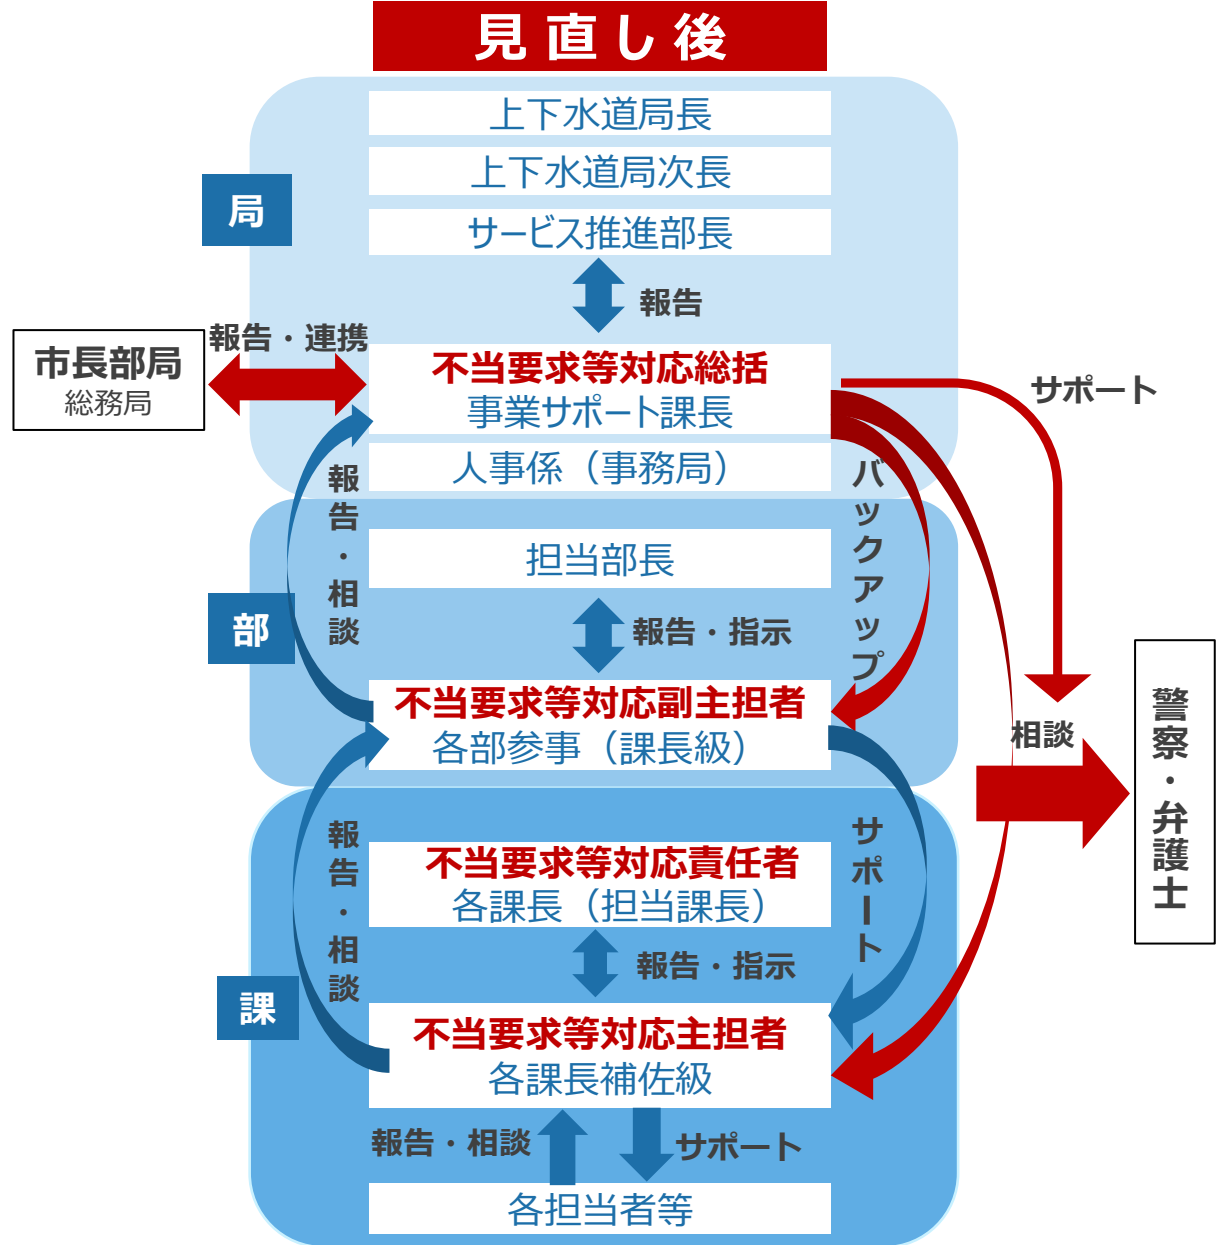 見直し後
上下水道局長
上下水道局次長
局
サービス推進部長
報告
報告・連携
市長部局
総務局
不当要求等対応総括
事業サポート課長
サポート
人事係（事務局）
報告・相談
バックアップ
担当部長
部
報告・指示
不当要求等対応副主担者
各部参事（課長級）
相談
警察・弁護士
報告・相談
サポート
不当要求等対応責任者
各課長（担当課長）
報告・指示
課
不当要求等対応主担者
各課長補佐級
報告・相談
サポート
各担当者等